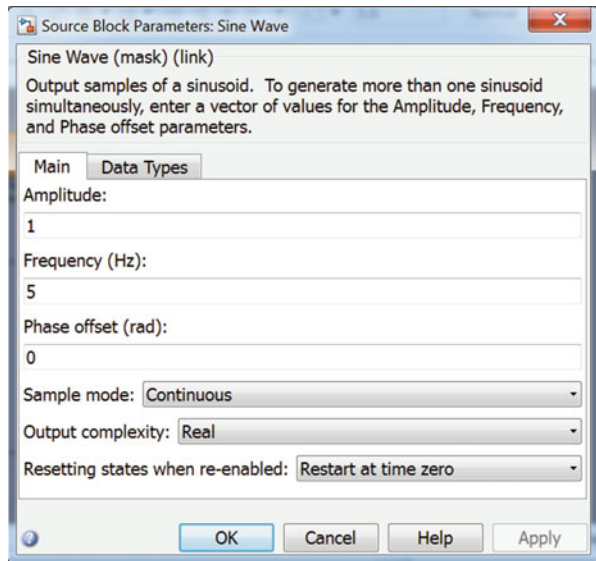 Source Block Parameters: Sine Wave
Sine Wave (mask) (link)
Output samples of a sinusoid. To generate more than one sinusoid
simultaneously, enter a vector of values for the Amplitude, Frequency,
and Phase offset parameters.
Main Data Types
Amplitude:
1
Frequency (Hz):
5
Phase offset (rad):
0
Sample mode: Continuous
Output complexity: Real
Resetting states when re-enabled: Restart at time zero
OK Cancel Help Apply